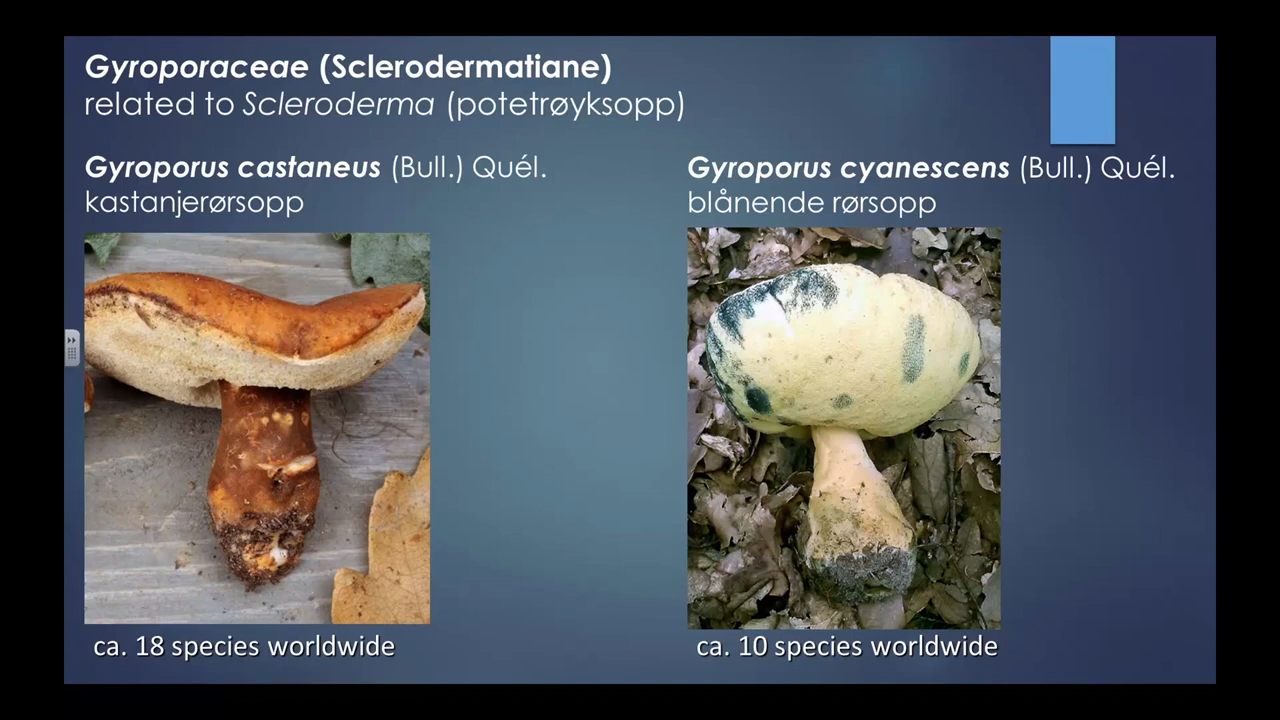 Gyroporaceae (Sclerodermatiane)
related to Scleroderma (potetrøyksopp)
Gyroporus castaneus (Bull.) Quél.
kastanjerørsopp
Gyroporus cyanescens (Bull.) Quél.
blånende rørsopp
ca. 18 species worldwide
ca. 10 species worldwide